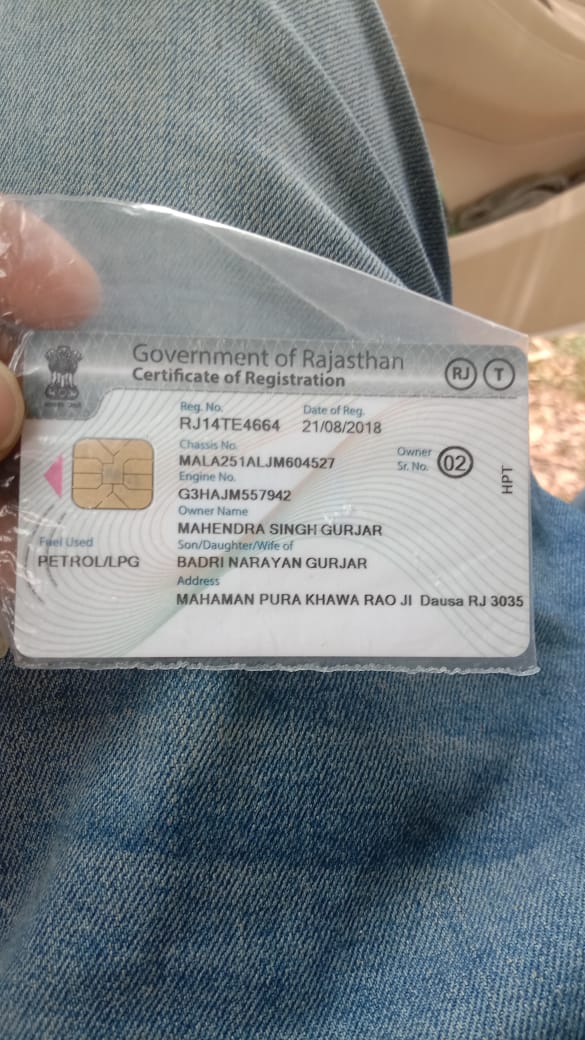 Government of Rajasthan
Certificate of Registration
RJ T
Reg. No. Date of Reg.
RJ14TE4664 21/08/2018
Chassis No.
MALA251ALJM604527
Owner Sr. No. 02
Engine No.
G3HAJM557942
HPT
Owner Name
MAHENDRA SINGH GURJAR
Fuel Used
Son/Daughter/Wife of
PETROL/LPG
BADRI NARAYAN GURJAR
Address
MAHAMAN PURA KHAWA RAO JI Dausa RJ 3035